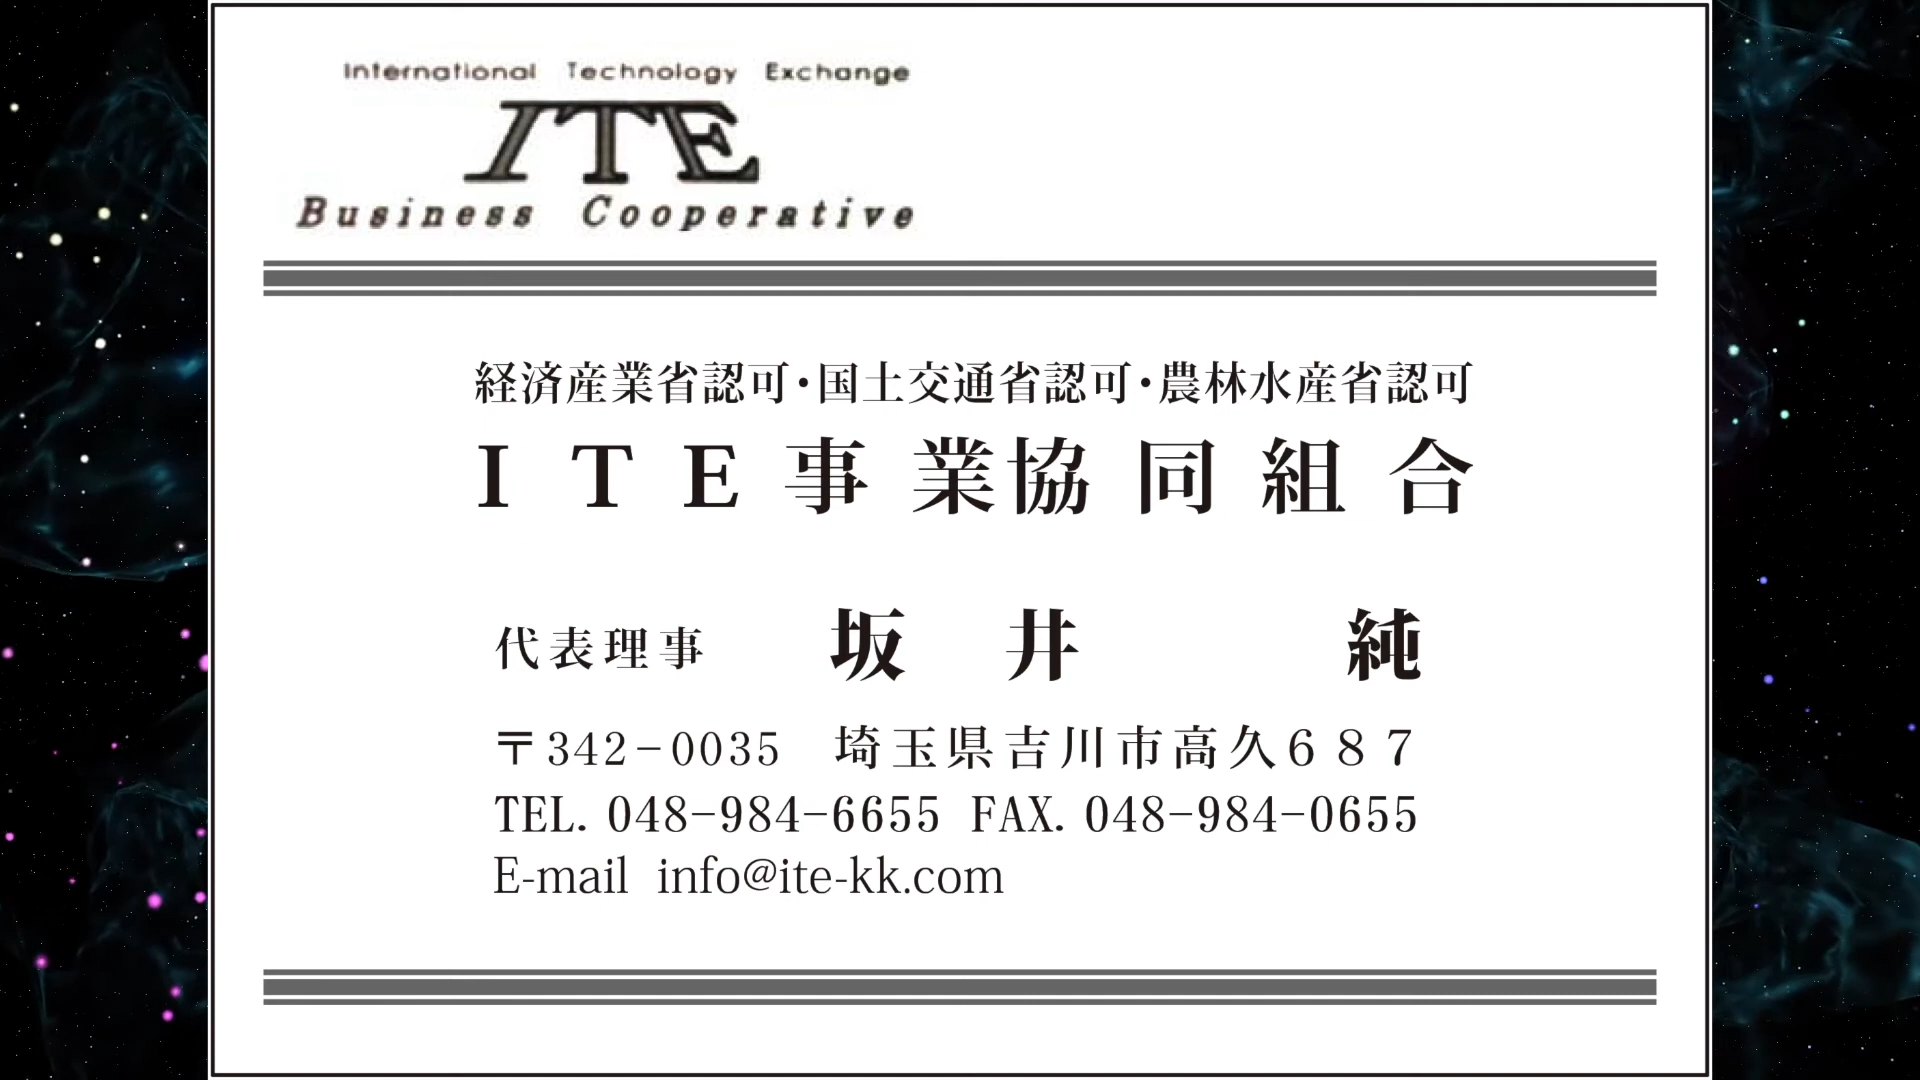 International Technology Exchange
ITE
Business Cooperative
経済産業省認可・国土交通省認可・農林水産省認可
ITE事業協同組合
代表理事 坂井 純
〒342-0035 埼玉県吉川市高久687
TEL. 048-984-6655 FAX. 048-984-0655
E-mail info@ite-kk.com